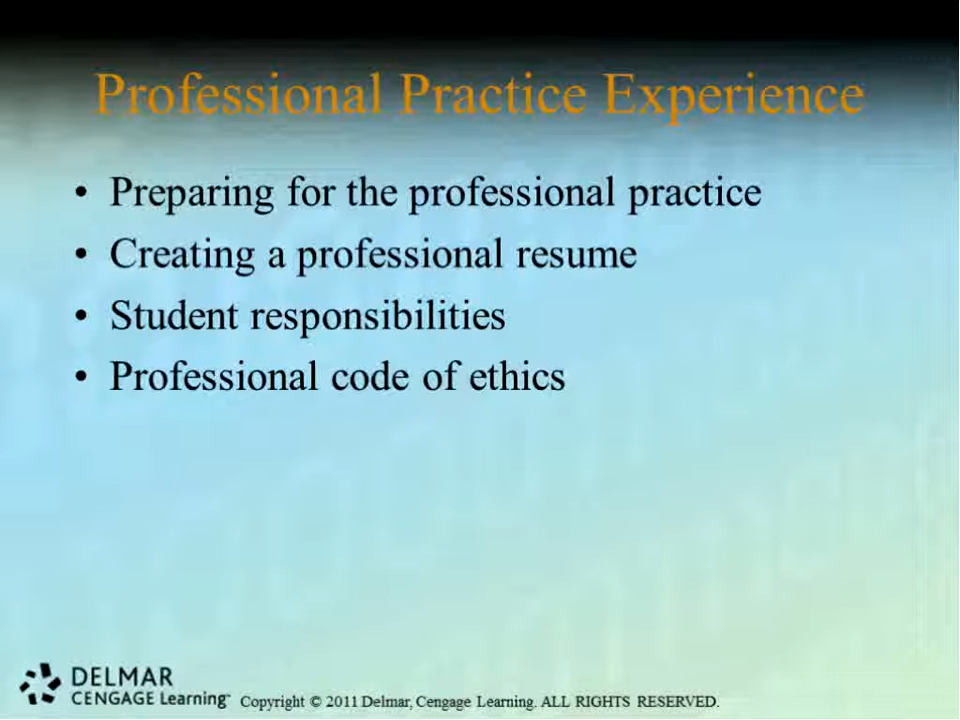 Professional Practice Experience
• Preparing for the professional practice
• Creating a professional resume
• Student responsibilities
• Professional code of ethics
DELMAR
CENGAGE Learning™
Copyright © 2011 Delmar, Cengage Learning. ALL RIGHTS RESERVED.